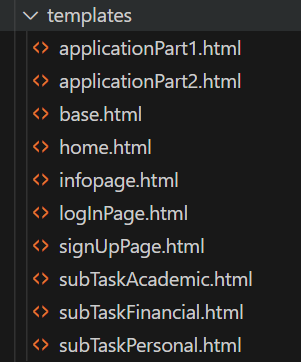 templates
applicationPart1.html
applicationPart2.html
base.html
home.html
infopage.html
logInPage.html
signUpPage.html
subTaskAcademic.html
subTaskFinancial.html
subTaskPersonal.html